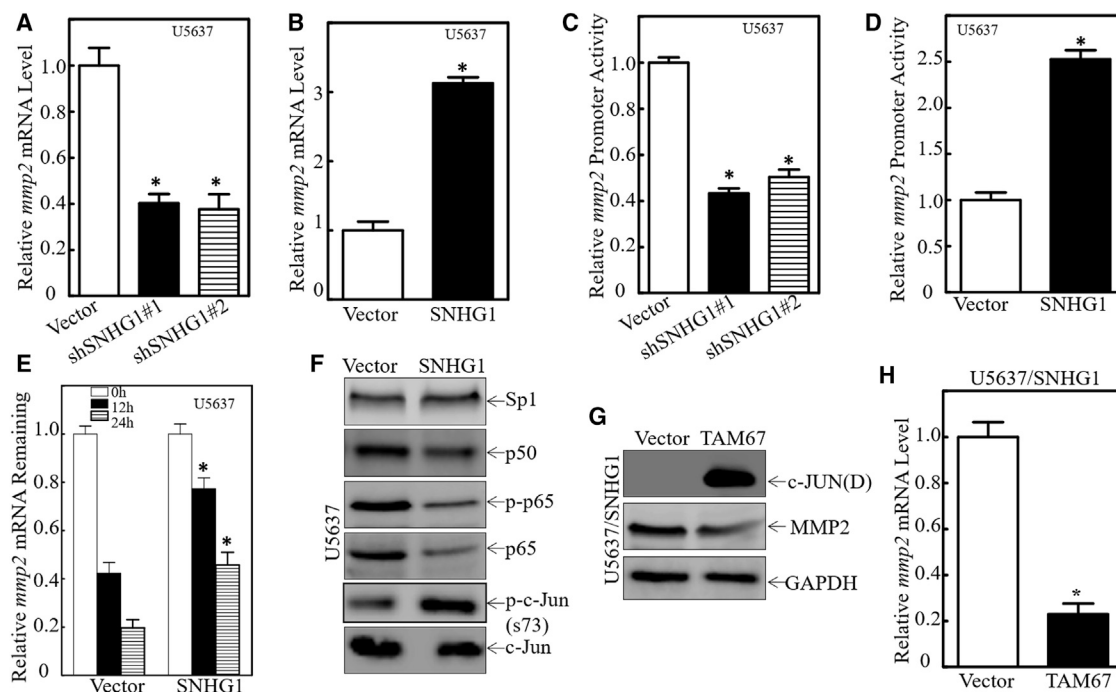 A
U5637
Relative mmp2 mRNA Level
1.0
0.8
0.6
0.4
0.2
0
*
*
Vector
shSNHG1#1
shSNHG1#2
B
U5637
Relative mmp2 mRNA Level
3
2
1
0
*
Vector
SNHG1
C
U5637
Relative mmp2 Promoter Activity
1.0
0.8
0.6
0.4
0.2
0
*
*
Vector
shSNHG1#1
shSNHG1#2
D
U5637
Relative mmp2 Promoter Activity
2.5
2.0
1.5
1.0
0.5
0
*
Vector
SNHG1
E
0h
12h
24h
U5637
Relative mmp2 mRNA Remaining
1.0
0.8
0.6
0.4
0.2
0
*
*
Vector
SNHG1
F
Vector SNHG1
U5637
←Sp1
←p50
←p-p65
←p65
←p-c-Jun
(s73)
←c-Jun
G
Vector TAM67
U5637/SNHG1
←c-JUN(D)
←MMP2
←GAPDH
H
U5637/SNHG1
Relative mmp2 mRNA Level
1.0
0.8
0.6
0.4
0.2
0
*
Vector
TAM67